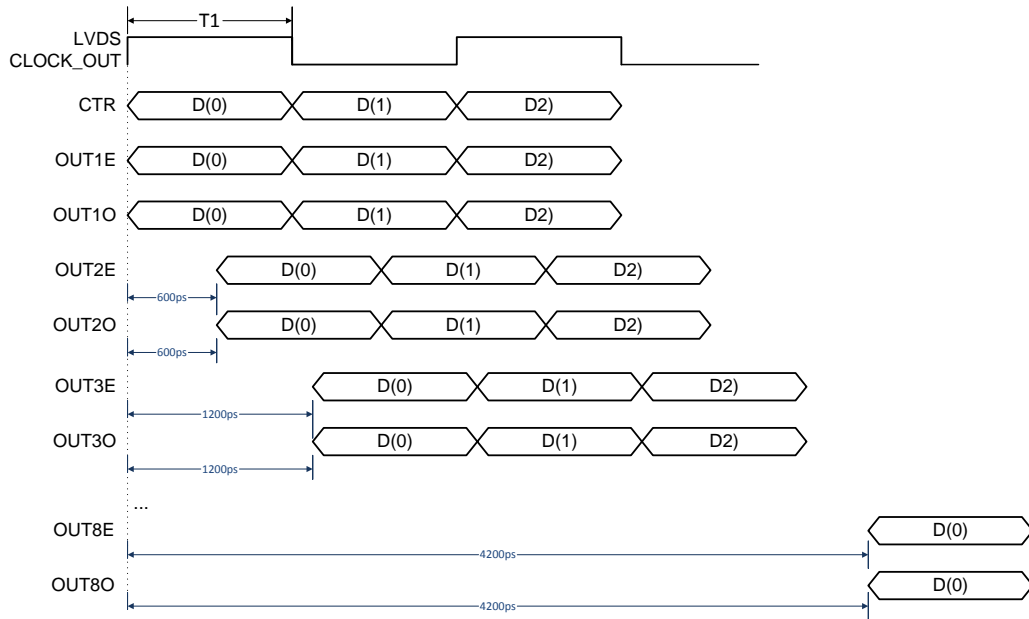 T1
LVDS
CLOCK_OUT
CTR D(0) D(1) D2)
OUT1E D(0) D(1) D2)
OUT1O D(0) D(1) D2)
OUT2E D(0) D(1) D2)
600ps
OUT2O D(0) D(1) D2)
600ps
OUT3E D(0) D(1) D2)
1200ps
OUT3O D(0) D(1) D2)
1200ps
...
OUT8E D(0)
4200ps
OUT8O D(0)
4200ps